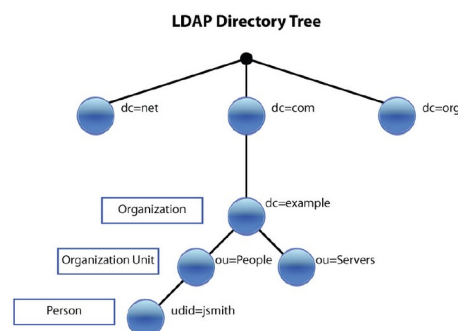 LDAP Directory Tree
dc=net
dc=com
dc=org
dc=example
Organization
Organization Unit
ou=People
ou=Servers
Person
udid=jsmith